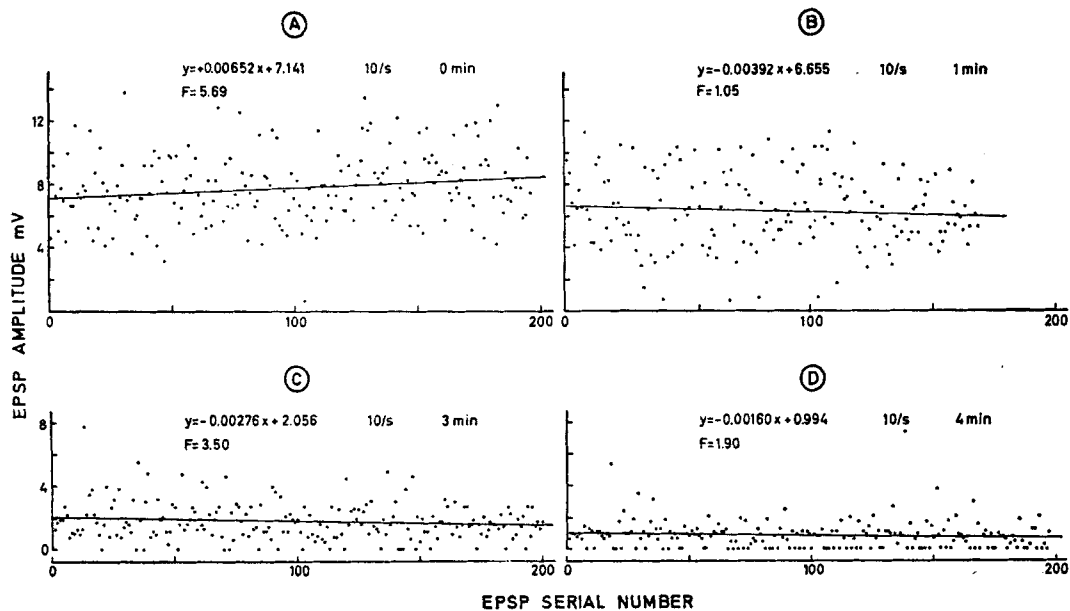 A
y=+0.00652x+7.141 10/s 0 min
F= 5.69
12
8
4
0 100 200
B
y=-0.00392x+6.655 10/s 1 min
F=1.05
0 100 200
EPSP AMPLITUDE mV
C
y=-0.00276x+2.056 10/s 3 min
F=3.50
8
4
0
0 100 200
D
y=-0.00160x+0.994 10/s 4 min
F=1.90
0 100 200
EPSP SERIAL NUMBER